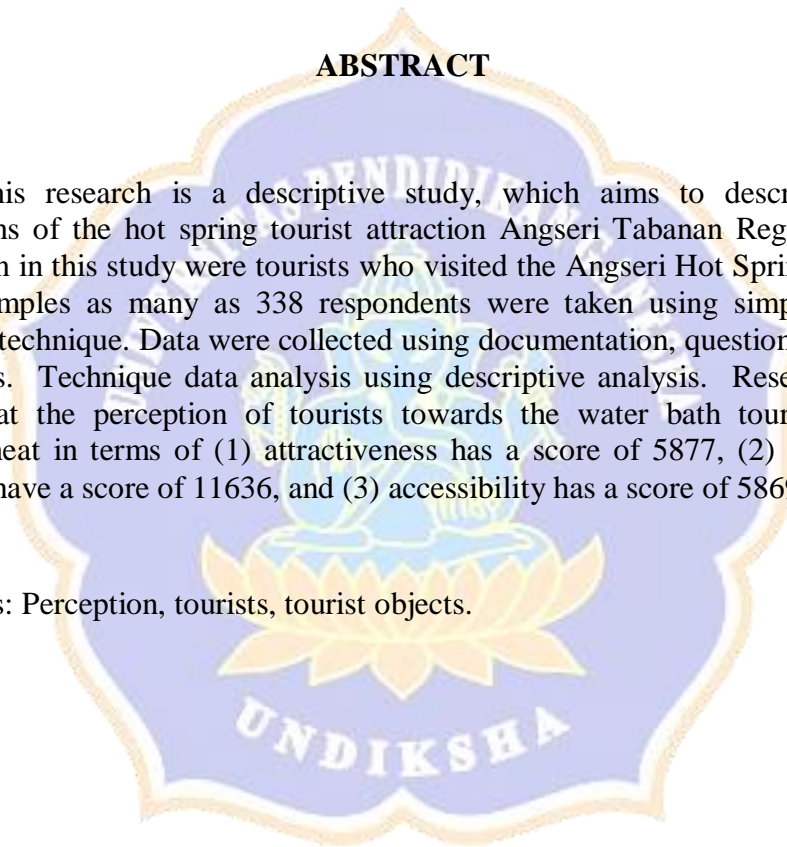 ABSTRACT
UNIVERSITAS PENDIDIKAN GANESHA
his research is a descriptive study, which aims to descr
ns of the hot spring tourist attraction Angseri Tabanan Reg
n in this study were tourists who visited the Angseri Hot Sprin
mples as many as 338 respondents were taken using simp
technique. Data were collected using documentation, question
s. Technique data analysis using descriptive analysis. Rese
at the perception of tourists towards the water bath tour
neat in terms of (1) attractiveness has a score of 5877, (2)
have a score of 11636, and (3) accessibility has a score of 5869
s: Perception, tourists, tourist objects.
UNDIKSHA